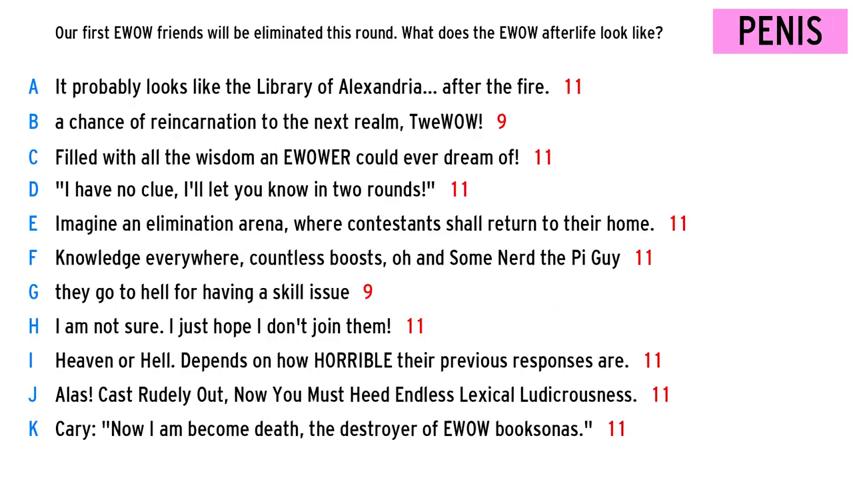 Our first EWOW friends will be eliminated this round. What does the EWOW afterlife look like?
PENIS
A It probably looks like the Library of Alexandria... after the fire. 11
B a chance of reincarnation to the next realm, TweWOW! 9
C Filled with all the wisdom an EWOWER could ever dream of! 11
D "I have no clue, I'll let you know in two rounds!" 11
E Imagine an elimination arena, where contestants shall return to their home. 11
F Knowledge everywhere, countless boosts, oh and Some Nerd the Pi Guy 11
G they go to hell for having a skill issue 9
H I am not sure. I just hope I don't join them! 11
I Heaven or Hell. Depends on how HORRIBLE their previous responses are. 11
J Alas! Cast Rudely Out, Now You Must Heed Endless Lexical Ludicrousness. 11
K Cary: "Now I am become death, the destroyer of EWOW booksonas." 11